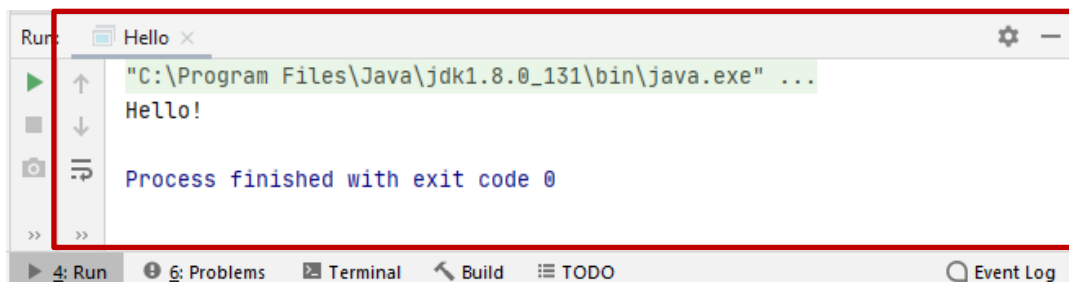 Run: Hello
"C:\Program Files\Java\jdk1.8.0_131\bin\java.exe" ...
Hello!
Process finished with exit code 0
4: Run 6: Problems Terminal Build TODO Event Log